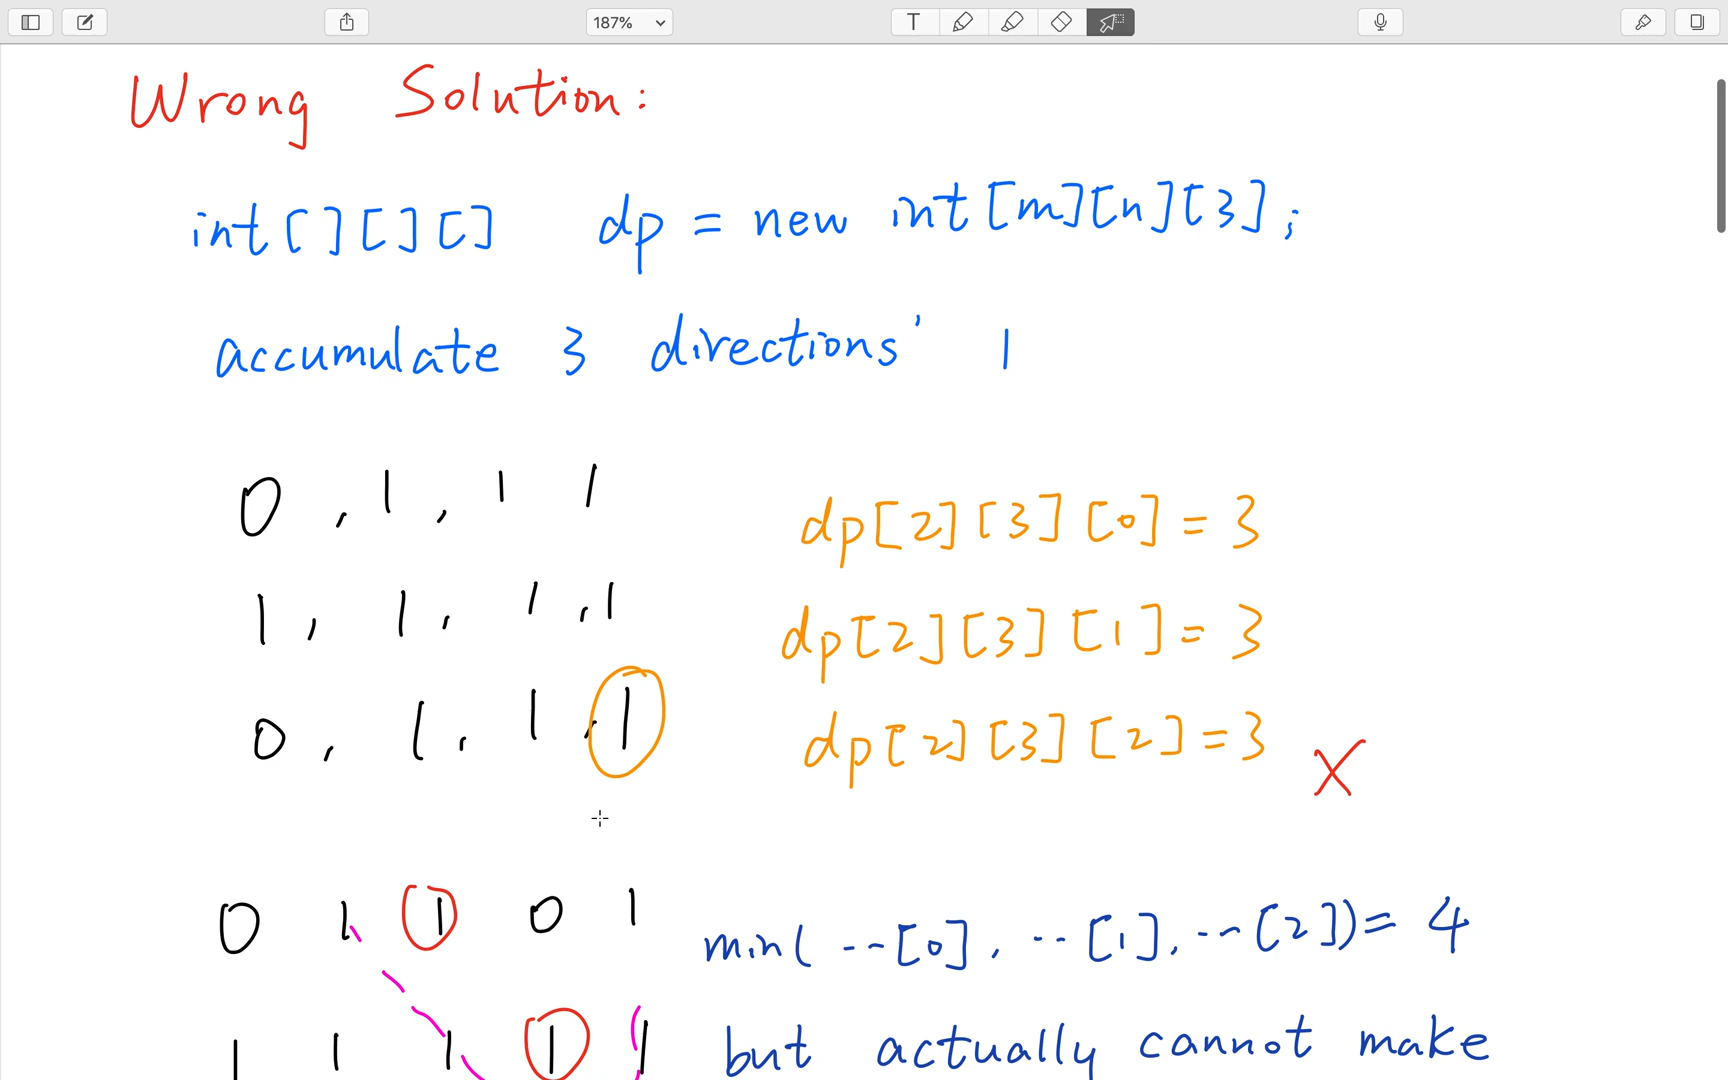 187%
T
Wrong Solution:
int[][][] dp = new int[m][n][3];
accumulate 3 directions' 1
0 , 1 , 1 1
dp[2][3][0] = 3
1 , 1 , 1 , 1
dp[2][3][1] = 3
0 , 1 , 1 , 1
dp[2][3][2] = 3 X
0 1 1 0 1
min( --[0], --[1], --[2]) = 4
1 1 1 1 1
but actually cannot make